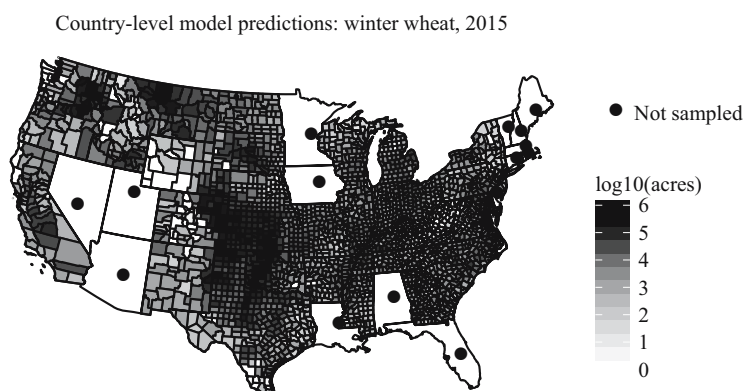 Country-level model predictions: winter wheat, 2015
Not sampled
log10(acres)
6
5
4
3
2
1
0